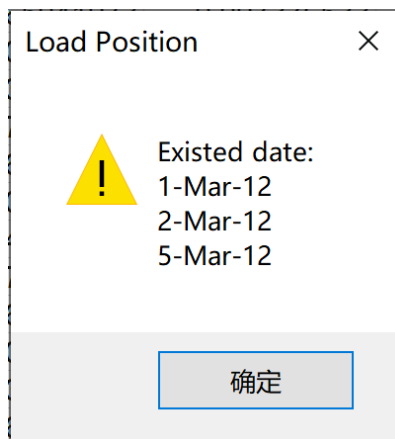 Load Position
Existed date:
1-Mar-12
2-Mar-12
5-Mar-12
确定